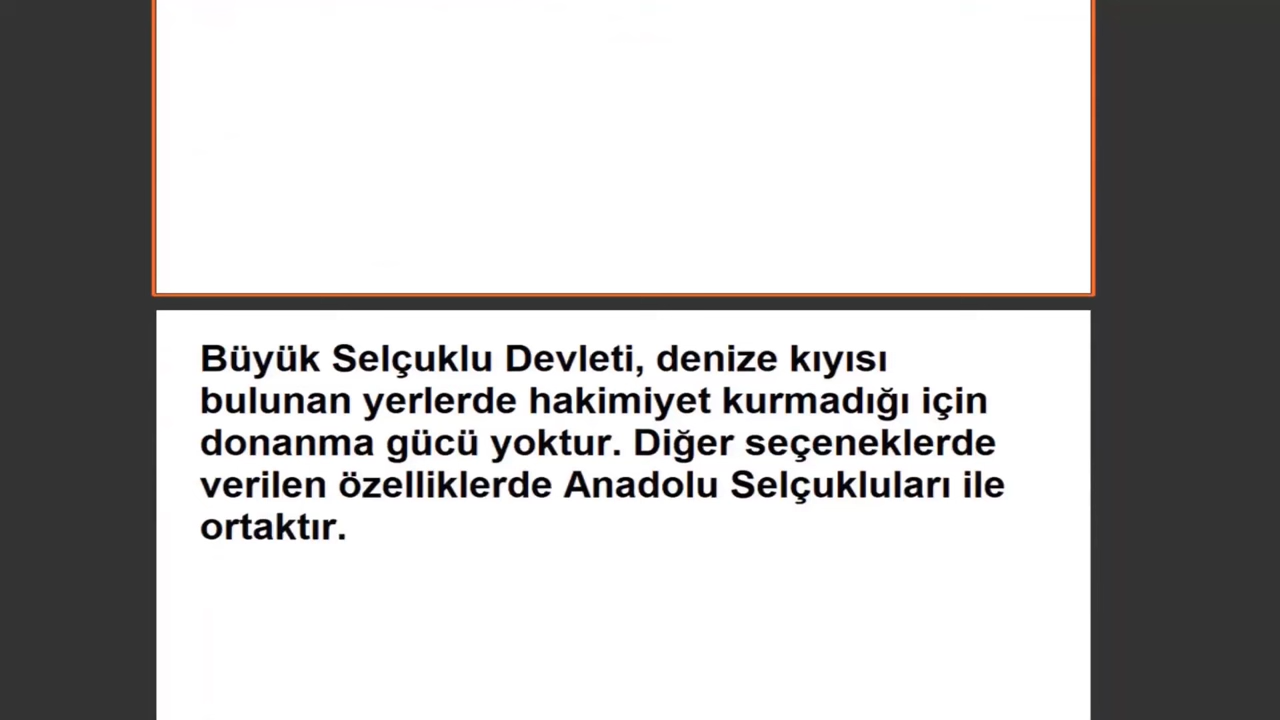 Büyük Selçuklu Devleti, denize kıyısı
bulunan yerlerde hakimiyet kurmadığı için
donanma gücü yoktur. Diğer seçeneklerde
verilen özelliklerde Anadolu Selçukluları ile
ortaktır.